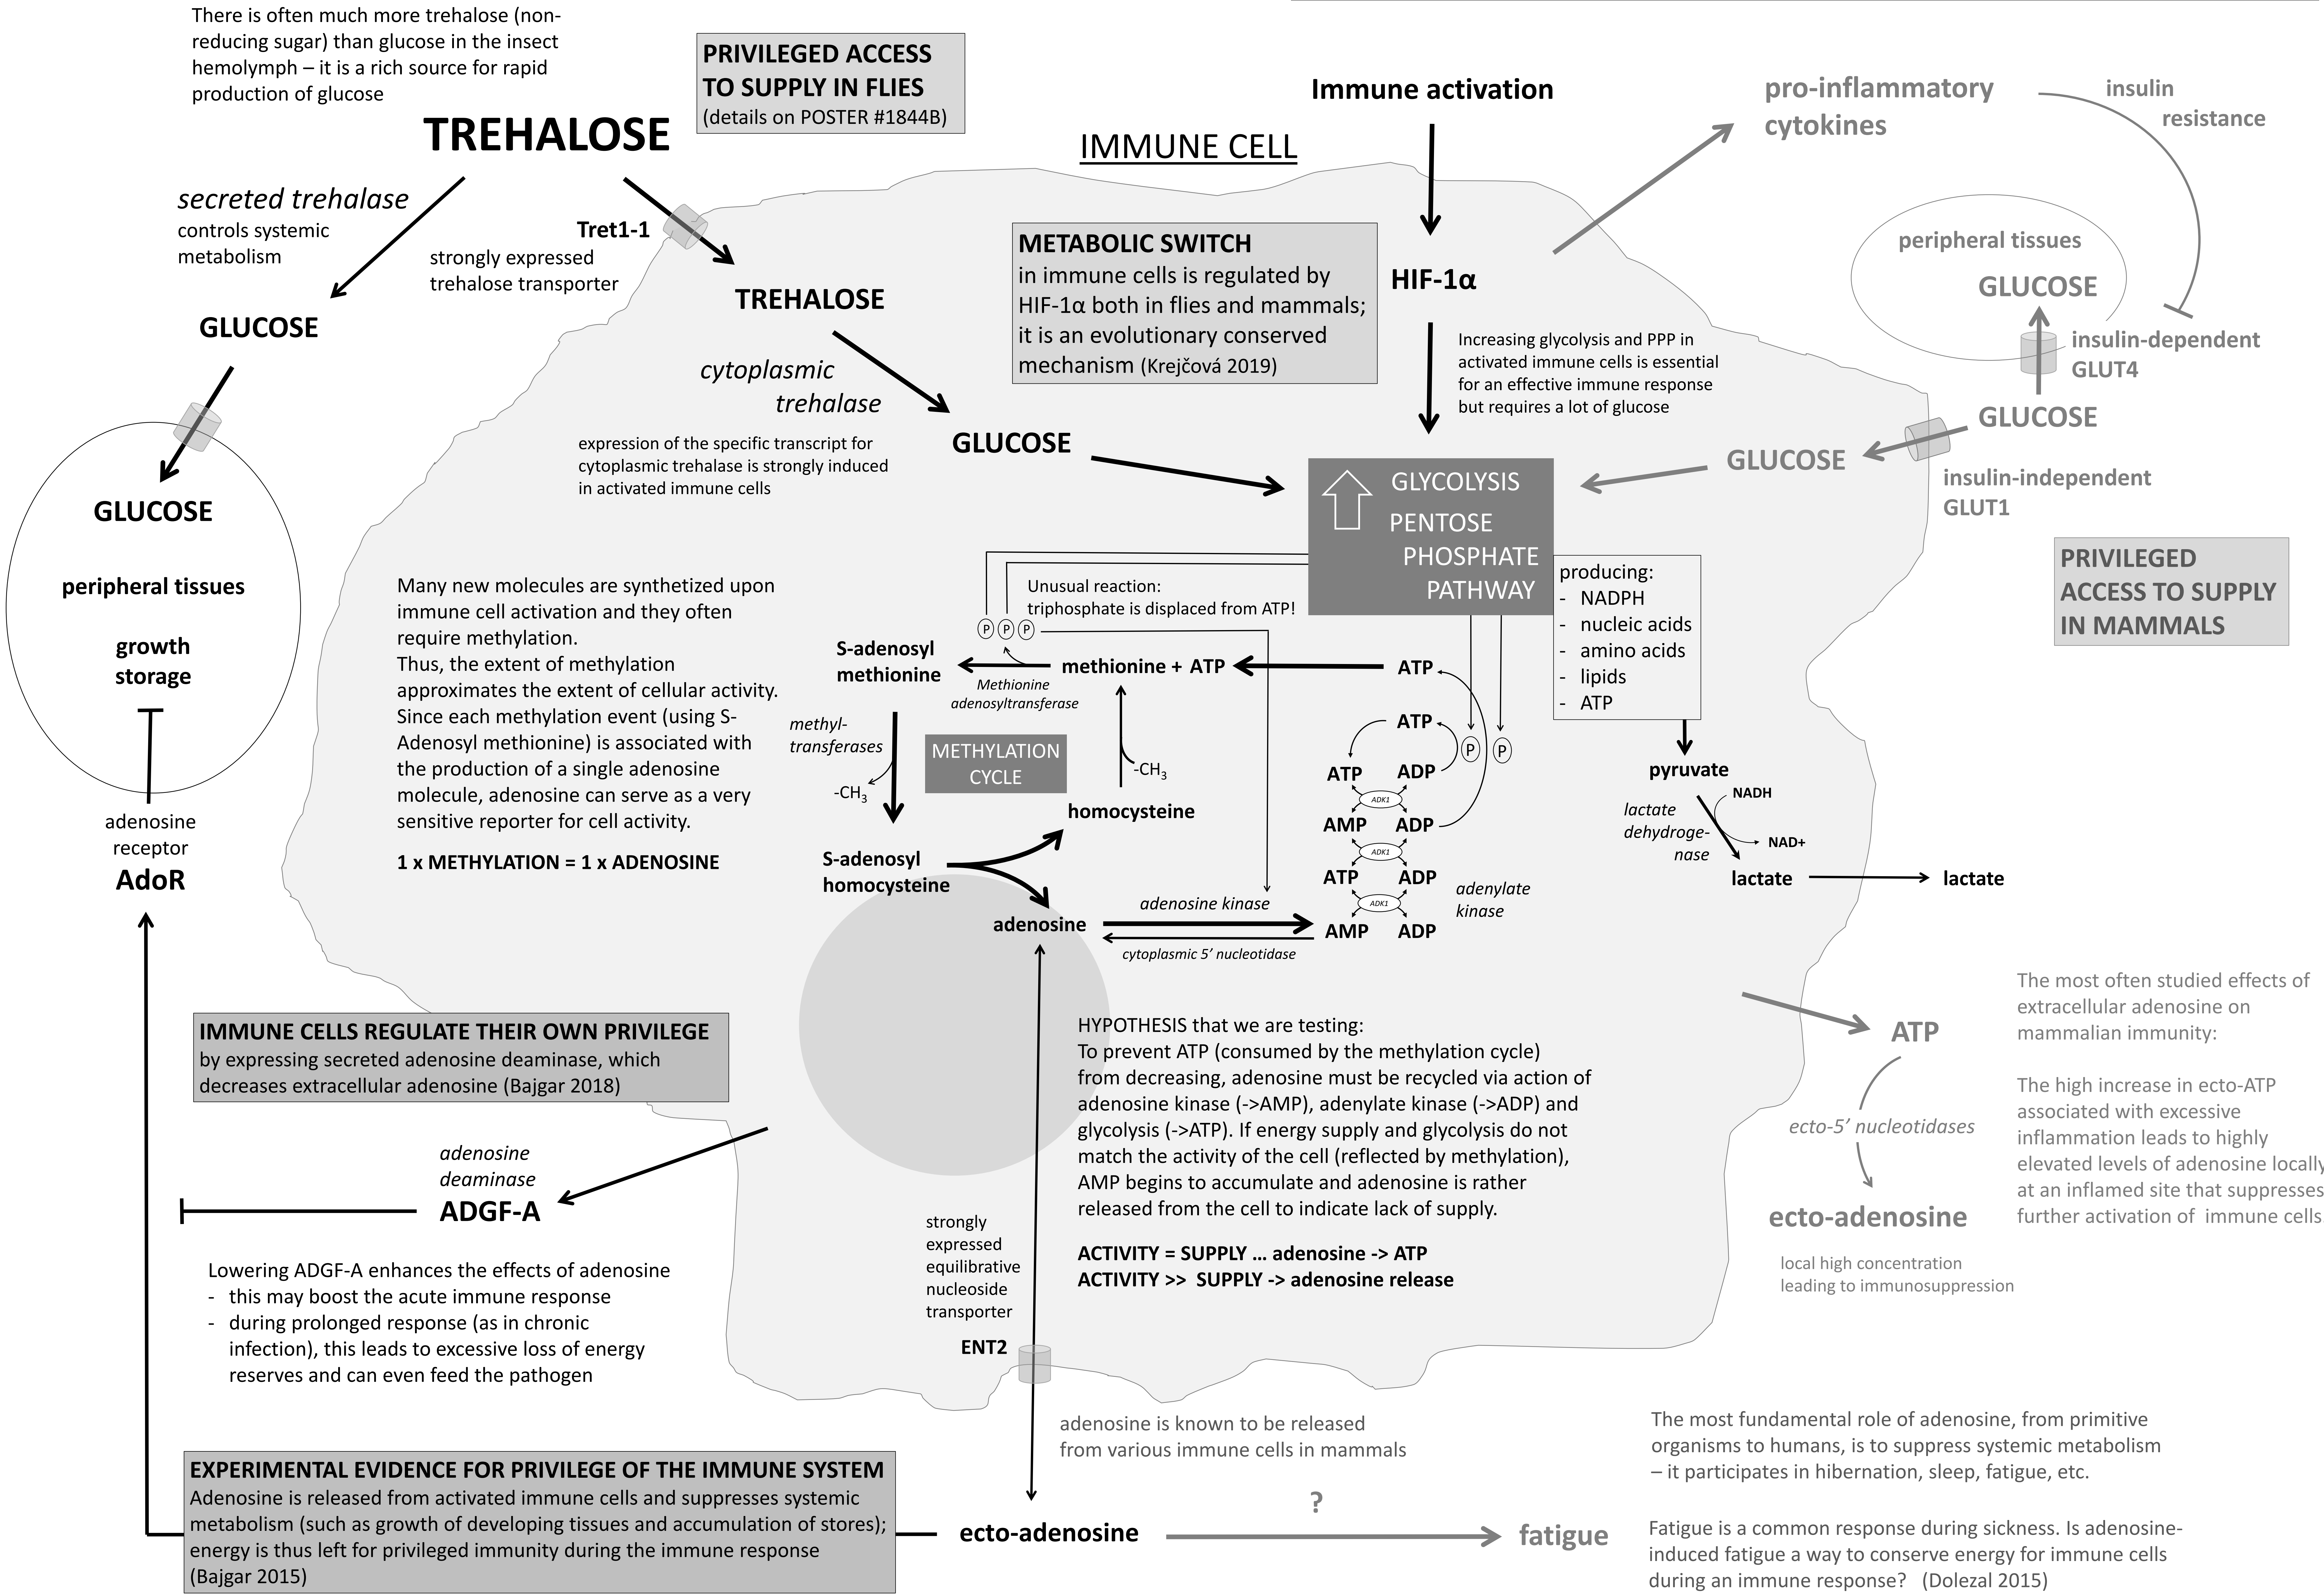 There is often much more trehalose (non-
reducing sugar) than glucose in the insect
hemolymph – it is a rich source for rapid
production of glucose
PRIVILEGED ACCESS
TO SUPPLY IN FLIES
(details on POSTER #1844B)
TREHALOSE
IMMUNE CELL
Immune activation
pro-inflammatory
cytokines
insulin
resistance
secreted trehalase
controls systemic
metabolism
Tret1-1
strongly expressed
trehalose transporter
GLUCOSE
TREHALOSE
METABOLIC SWITCH
in immune cells is regulated by
HIF-1α both in flies and mammals;
it is an evolutionary conserved
mechanism (Krejčová 2019)
HIF-1α
Increasing glycolysis and PPP in
activated immune cells is essential
for an effective immune response
but requires a lot of glucose
peripheral tissues
GLUCOSE
insulin-dependent
GLUT4
GLUCOSE
GLUCOSE
insulin-independent
GLUT1
cytoplasmic
trehalase
expression of the specific transcript for
cytoplasmic trehalase is strongly induced
in activated immune cells
GLUCOSE
GLYCOLYSIS
PENTOSE
PHOSPHATE
PATHWAY
producing:
- NADPH
- nucleic acids
- amino acids
- lipids
- ATP
PRIVILEGED
ACCESS TO SUPPLY
IN MAMMALS
GLUCOSE
peripheral tissues
growth
storage
adenosine
receptor
AdoR
Many new molecules are synthetized upon
immune cell activation and they often
require methylation.
Thus, the extent of methylation
approximates the extent of cellular activity.
Since each methylation event (using S-
Adenosyl methionine) is associated with
the production of a single adenosine
molecule, adenosine can serve as a very
sensitive reporter for cell activity.
1 x METHYLATION = 1 x ADENOSINE
Unusual reaction:
triphosphate is displaced from ATP!
P P P
S-adenosyl
methionine
methionine + ATP
ATP
Methionine
adenosyltransferase
methyl-
transferases
-CH3
METHYLATION
CYCLE
-CH3
homocysteine
S-adenosyl
homocysteine
adenosine
adenosine kinase
cytoplasmic 5’ nucleotidase
ATP
P P
ATP ADP
ADK1
AMP ADP
ADK1
ATP ADP
ADK1
AMP ADP
adenylate
kinase
pyruvate
NADH
lactate
dehydroge-
nase
NAD+
lactate
lactate
IMMUNE CELLS REGULATE THEIR OWN PRIVILEGE
by expressing secreted adenosine deaminase, which
decreases extracellular adenosine (Bajgar 2018)
adenosine
deaminase
ADGF-A
Lowering ADGF-A enhances the effects of adenosine
- this may boost the acute immune response
- during prolonged response (as in chronic
infection), this leads to excessive loss of energy
reserves and can even feed the pathogen
HYPOTHESIS that we are testing:
To prevent ATP (consumed by the methylation cycle)
from decreasing, adenosine must be recycled via action of
adenosine kinase (->AMP), adenylate kinase (->ADP) and
glycolysis (->ATP). If energy supply and glycolysis do not
match the activity of the cell (reflected by methylation),
AMP begins to accumulate and adenosine is rather
released from the cell to indicate lack of supply.
ACTIVITY = SUPPLY … adenosine -> ATP
ACTIVITY >> SUPPLY -> adenosine release
strongly
expressed
equilibrative
nucleoside
transporter
ENT2
ATP
ecto-5’ nucleotidases
ecto-adenosine
local high concentration
leading to immunosuppression
The most often studied effects of
extracellular adenosine on
mammalian immunity:
The high increase in ecto-ATP
associated with excessive
inflammation leads to highly
elevated levels of adenosine locally
at an inflamed site that suppresses
further activation of immune cells
adenosine is known to be released
from various immune cells in mammals
EXPERIMENTAL EVIDENCE FOR PRIVILEGE OF THE IMMUNE SYSTEM
Adenosine is released from activated immune cells and suppresses systemic
metabolism (such as growth of developing tissues and accumulation of stores);
energy is thus left for privileged immunity during the immune response
(Bajgar 2015)
ecto-adenosine
?
fatigue
The most fundamental role of adenosine, from primitive
organisms to humans, is to suppress systemic metabolism
– it participates in hibernation, sleep, fatigue, etc.
Fatigue is a common response during sickness. Is adenosine-
induced fatigue a way to conserve energy for immune cells
during an immune response? (Dolezal 2015)